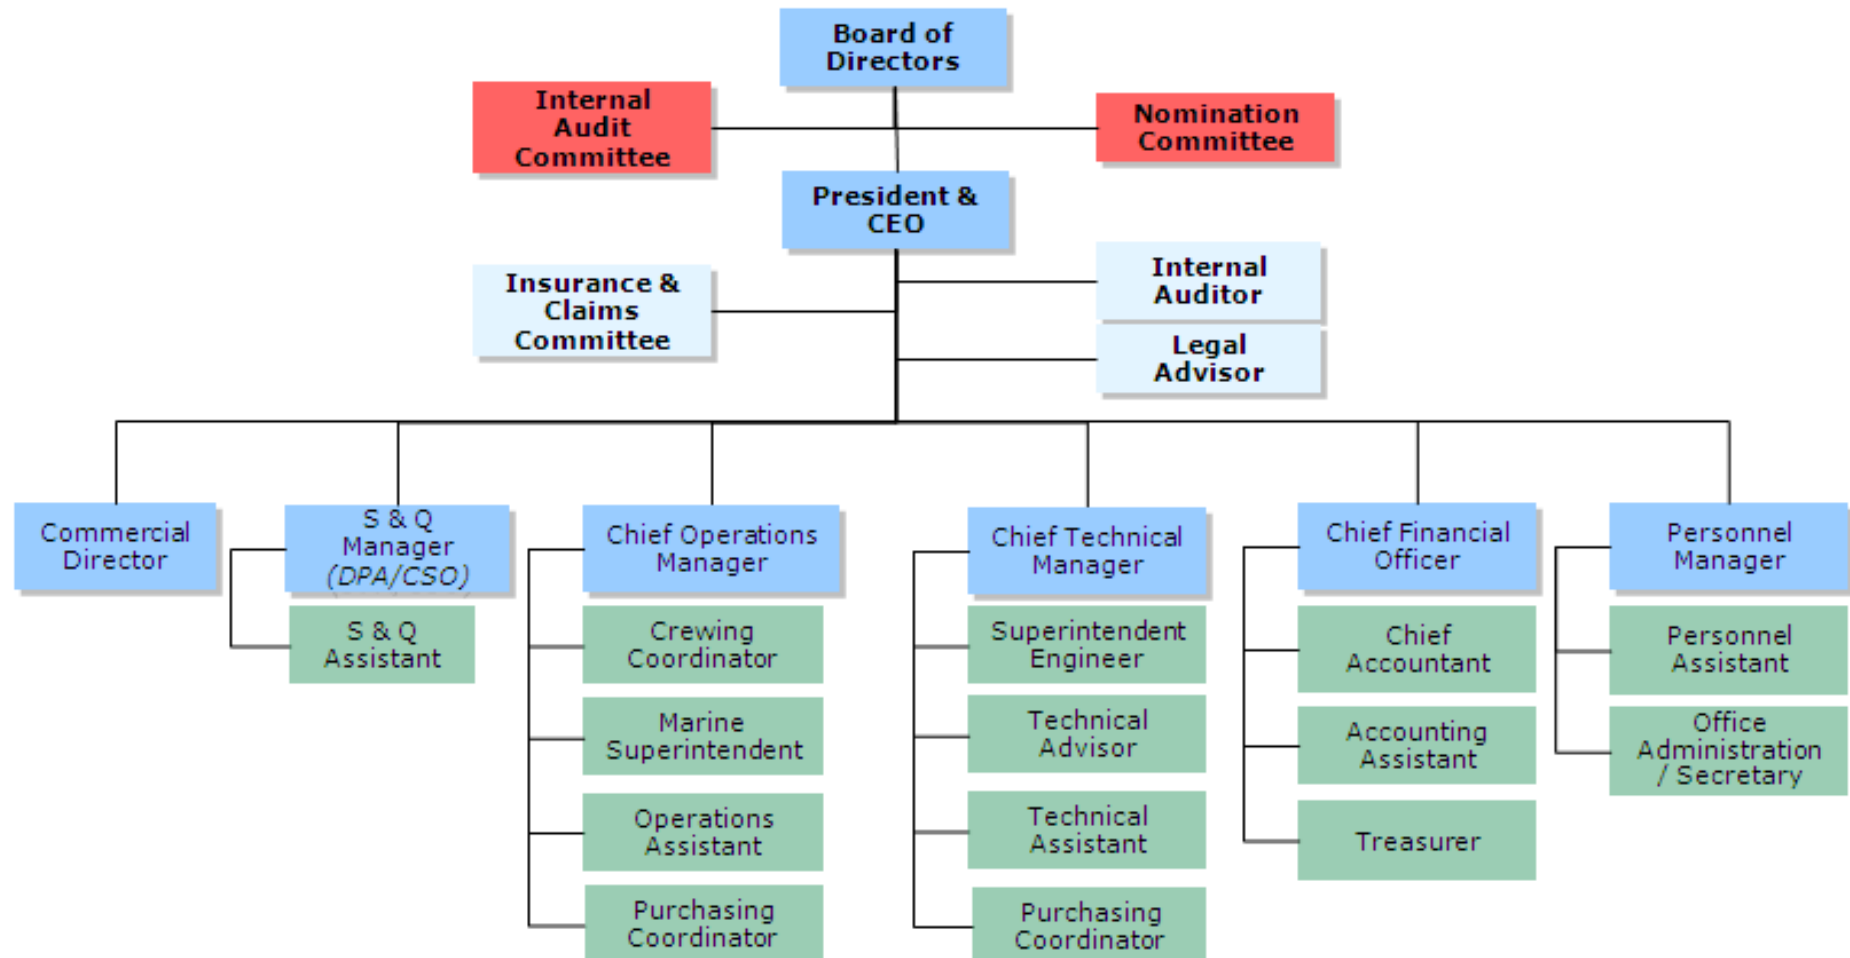 Board of
Directors
Internal
Audit
Committee
Nomination
Committee
President &
CEO
Insurance &
Claims
Committee
Internal
Auditor
Legal
Advisor
Commercial
Director
S & Q
Manager
(DPA/CSO)
S & Q
Assistant
Chief Operations
Manager
Crewing
Coordinator
Marine
Superintendent
Operations
Assistant
Purchasing
Coordinator
Chief Technical
Manager
Superintendent
Engineer
Technical
Advisor
Technical
Assistant
Purchasing
Coordinator
Chief Financial
Officer
Chief
Accountant
Accounting
Assistant
Treasurer
Personnel
Manager
Personnel
Assistant
Office
Administration
/ Secretary